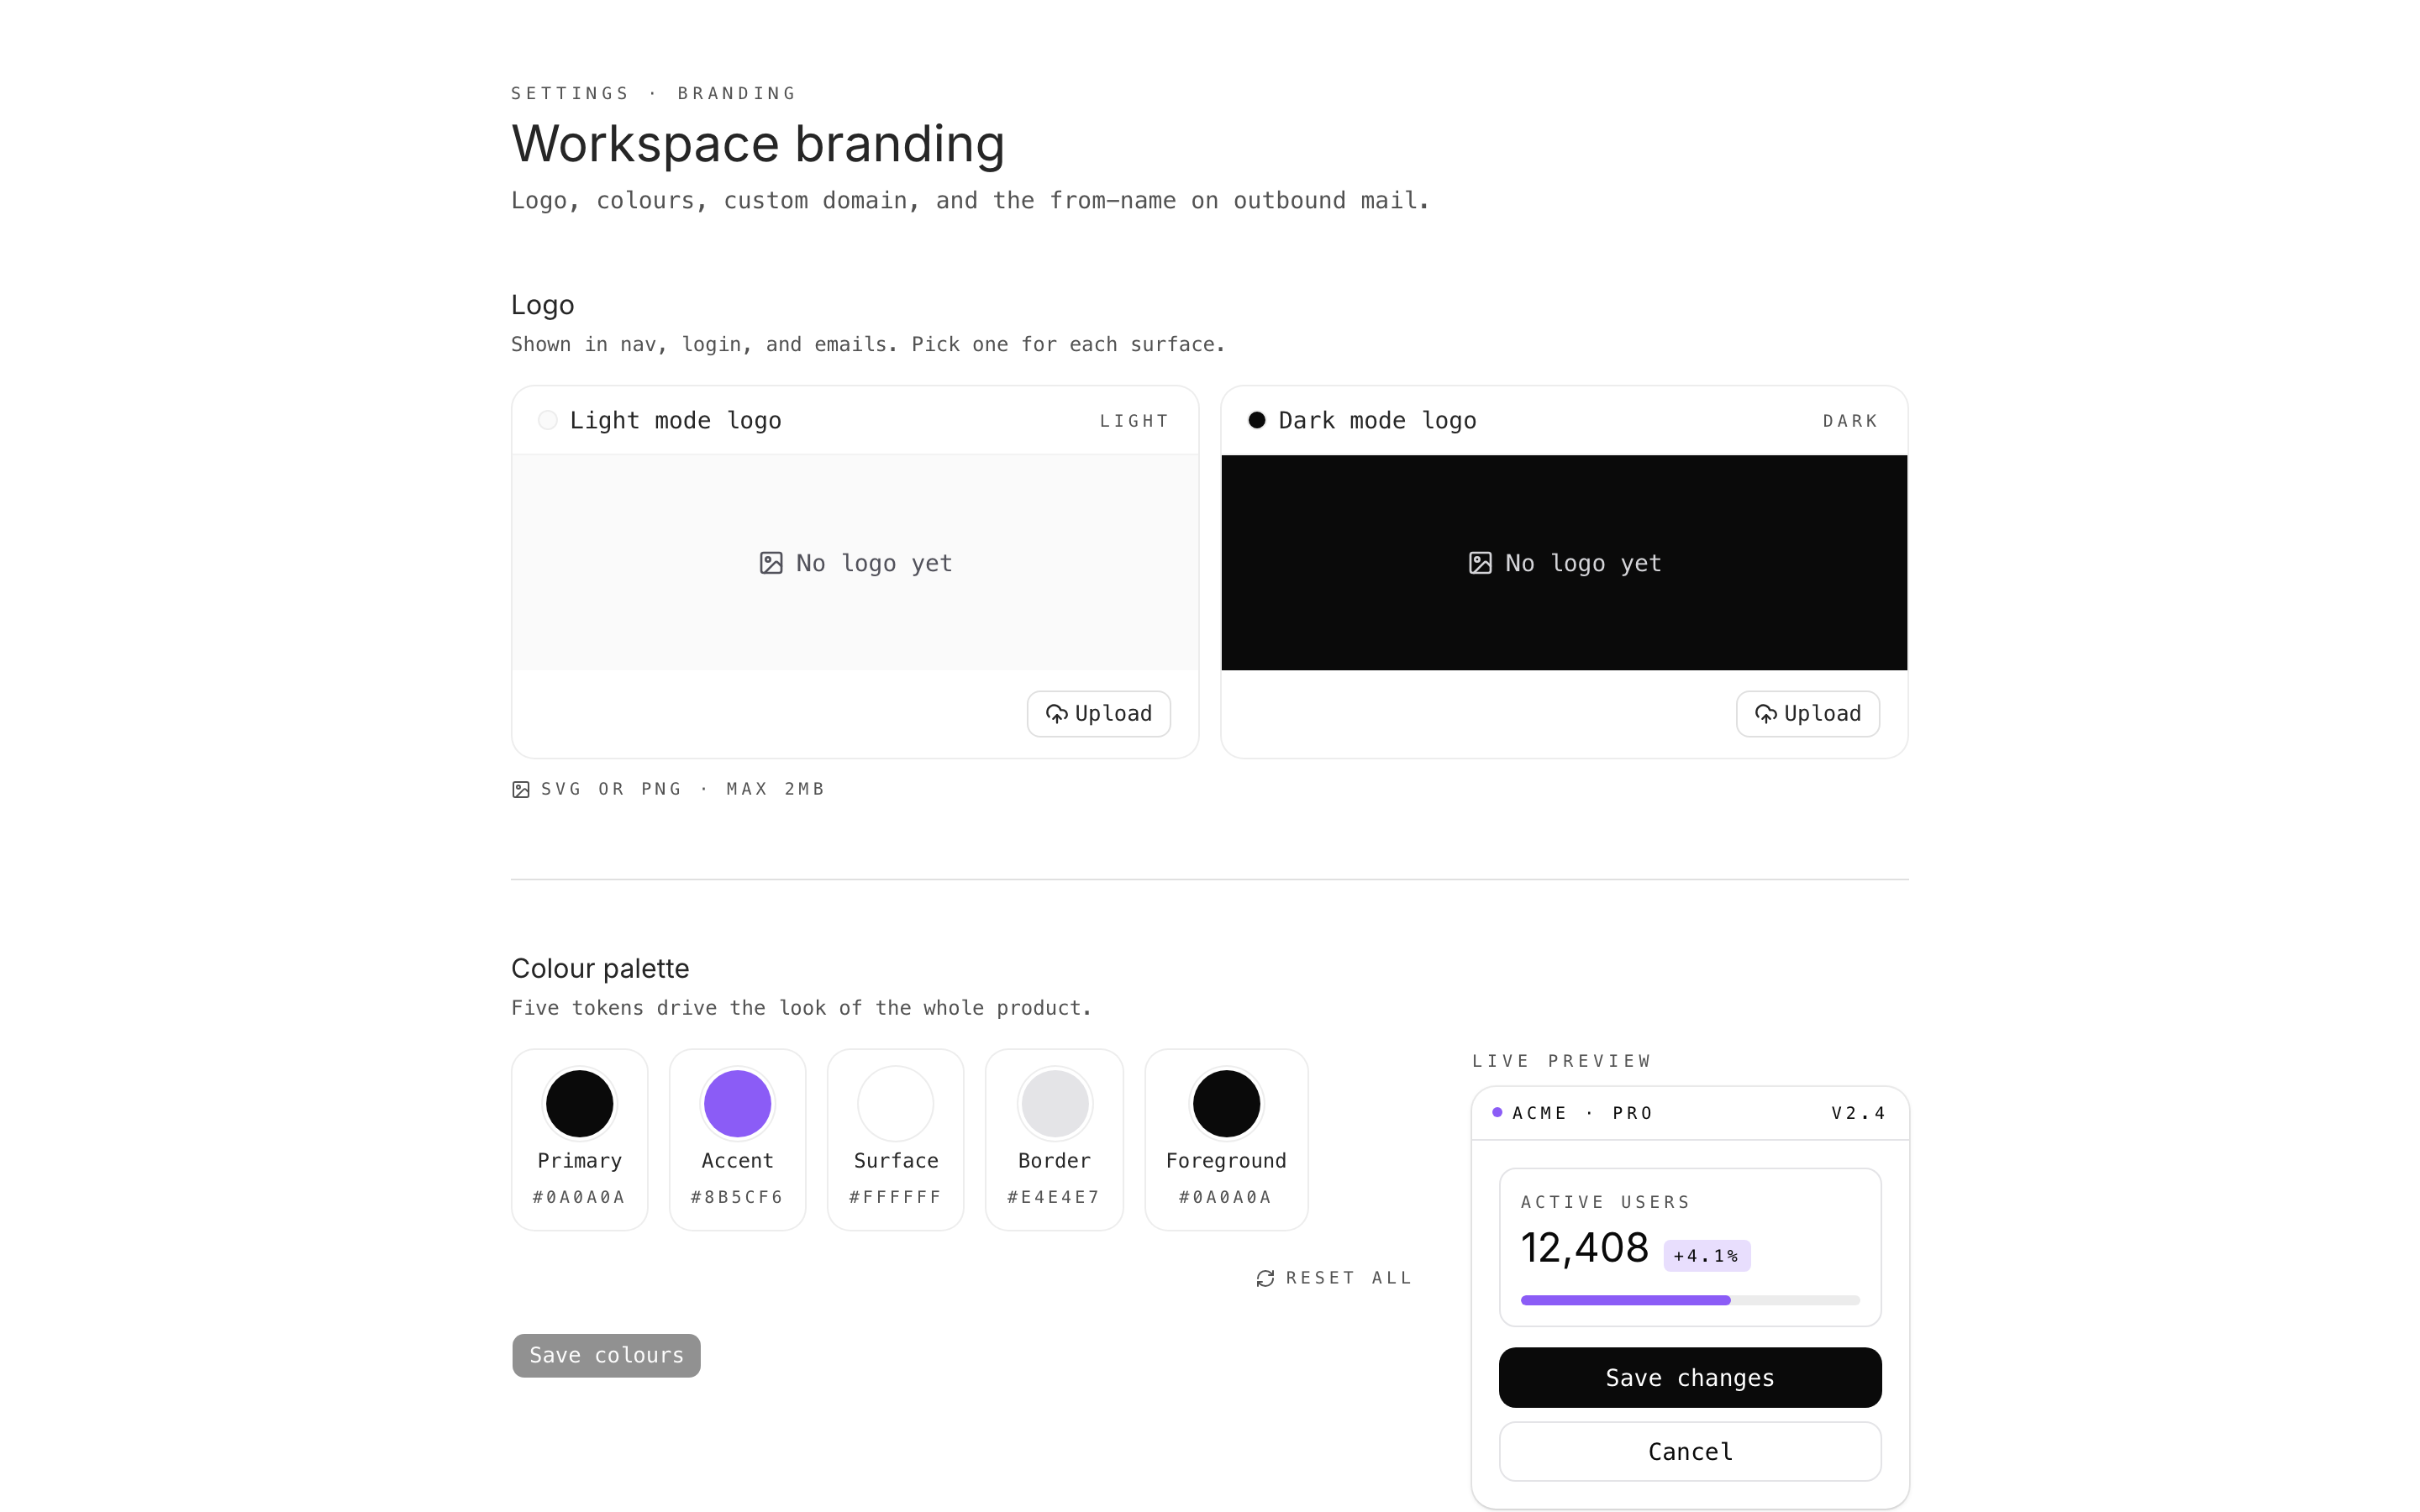 SETTINGS · BRANDING
Workspace branding
Logo, colours, custom domain, and the from-name on outbound mail.
Logo
Shown in nav, login, and emails. Pick one for each surface.
Light mode logo
LIGHT
No logo yet
Upload
Dark mode logo
DARK
No logo yet
Upload
SVG OR PNG · MAX 2MB
Colour palette
Five tokens drive the look of the whole product.
Primary
#0A0A0A
Accent
#8B5CF6
Surface
#FFFFFF
Border
#E4E4E7
Foreground
#0A0A0A
RESET ALL
Save colours
LIVE PREVIEW
ACME · PRO
V2.4
ACTIVE USERS
12,408
+4.1%
Save changes
Cancel